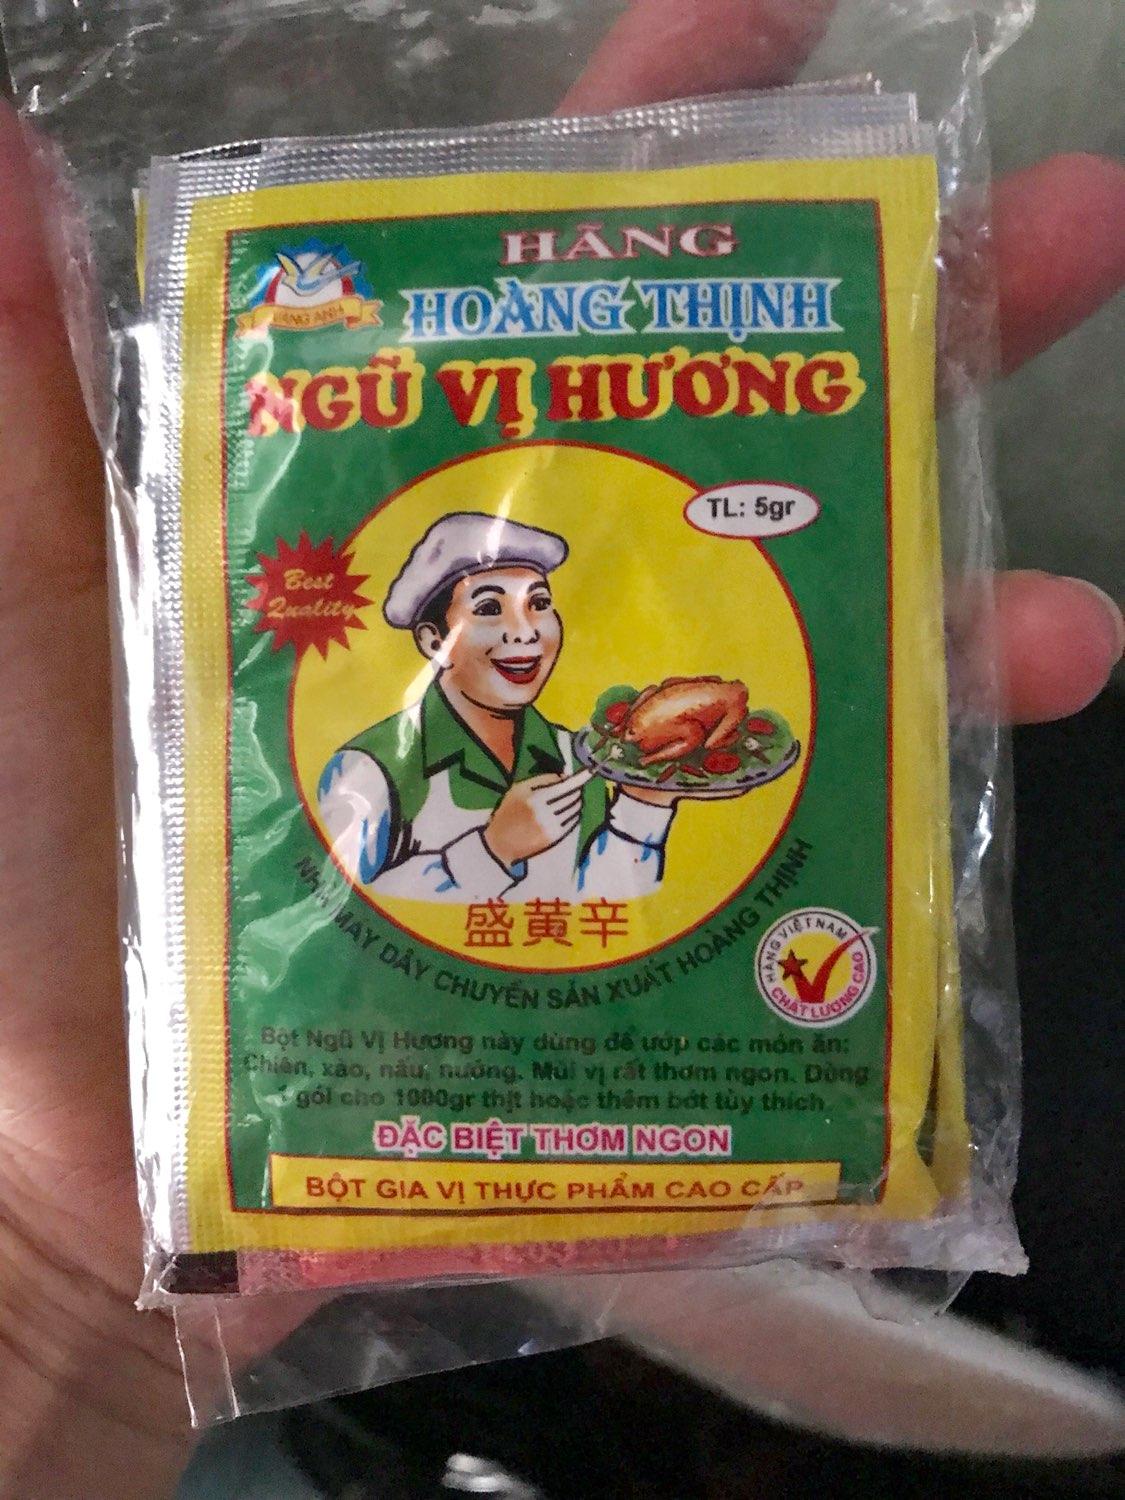 HÃNG
HOÀNG THỊNH
NGŨ VỊ HƯƠNG
TL: 5gr
Best
Quality
盛黄辛
NHÀ MÁY DÂY CHUYỀN SẢN XUẤT HOÀNG THỊNH
HÀNG VIỆT NAM
CHẤT LƯỢNG CAO
Bột Ngũ Vị Hương này dùng để ướp các món ăn:
Chiên, xào, nấu, nướng. Mùi vị rất thơm ngon. Dùng
1 gói cho 1000gr thịt hoặc thêm bớt tùy thích
ĐẶC BIỆT THƠM NGON
BỘT GIA VỊ THỰC PHẨM CAO CẤP